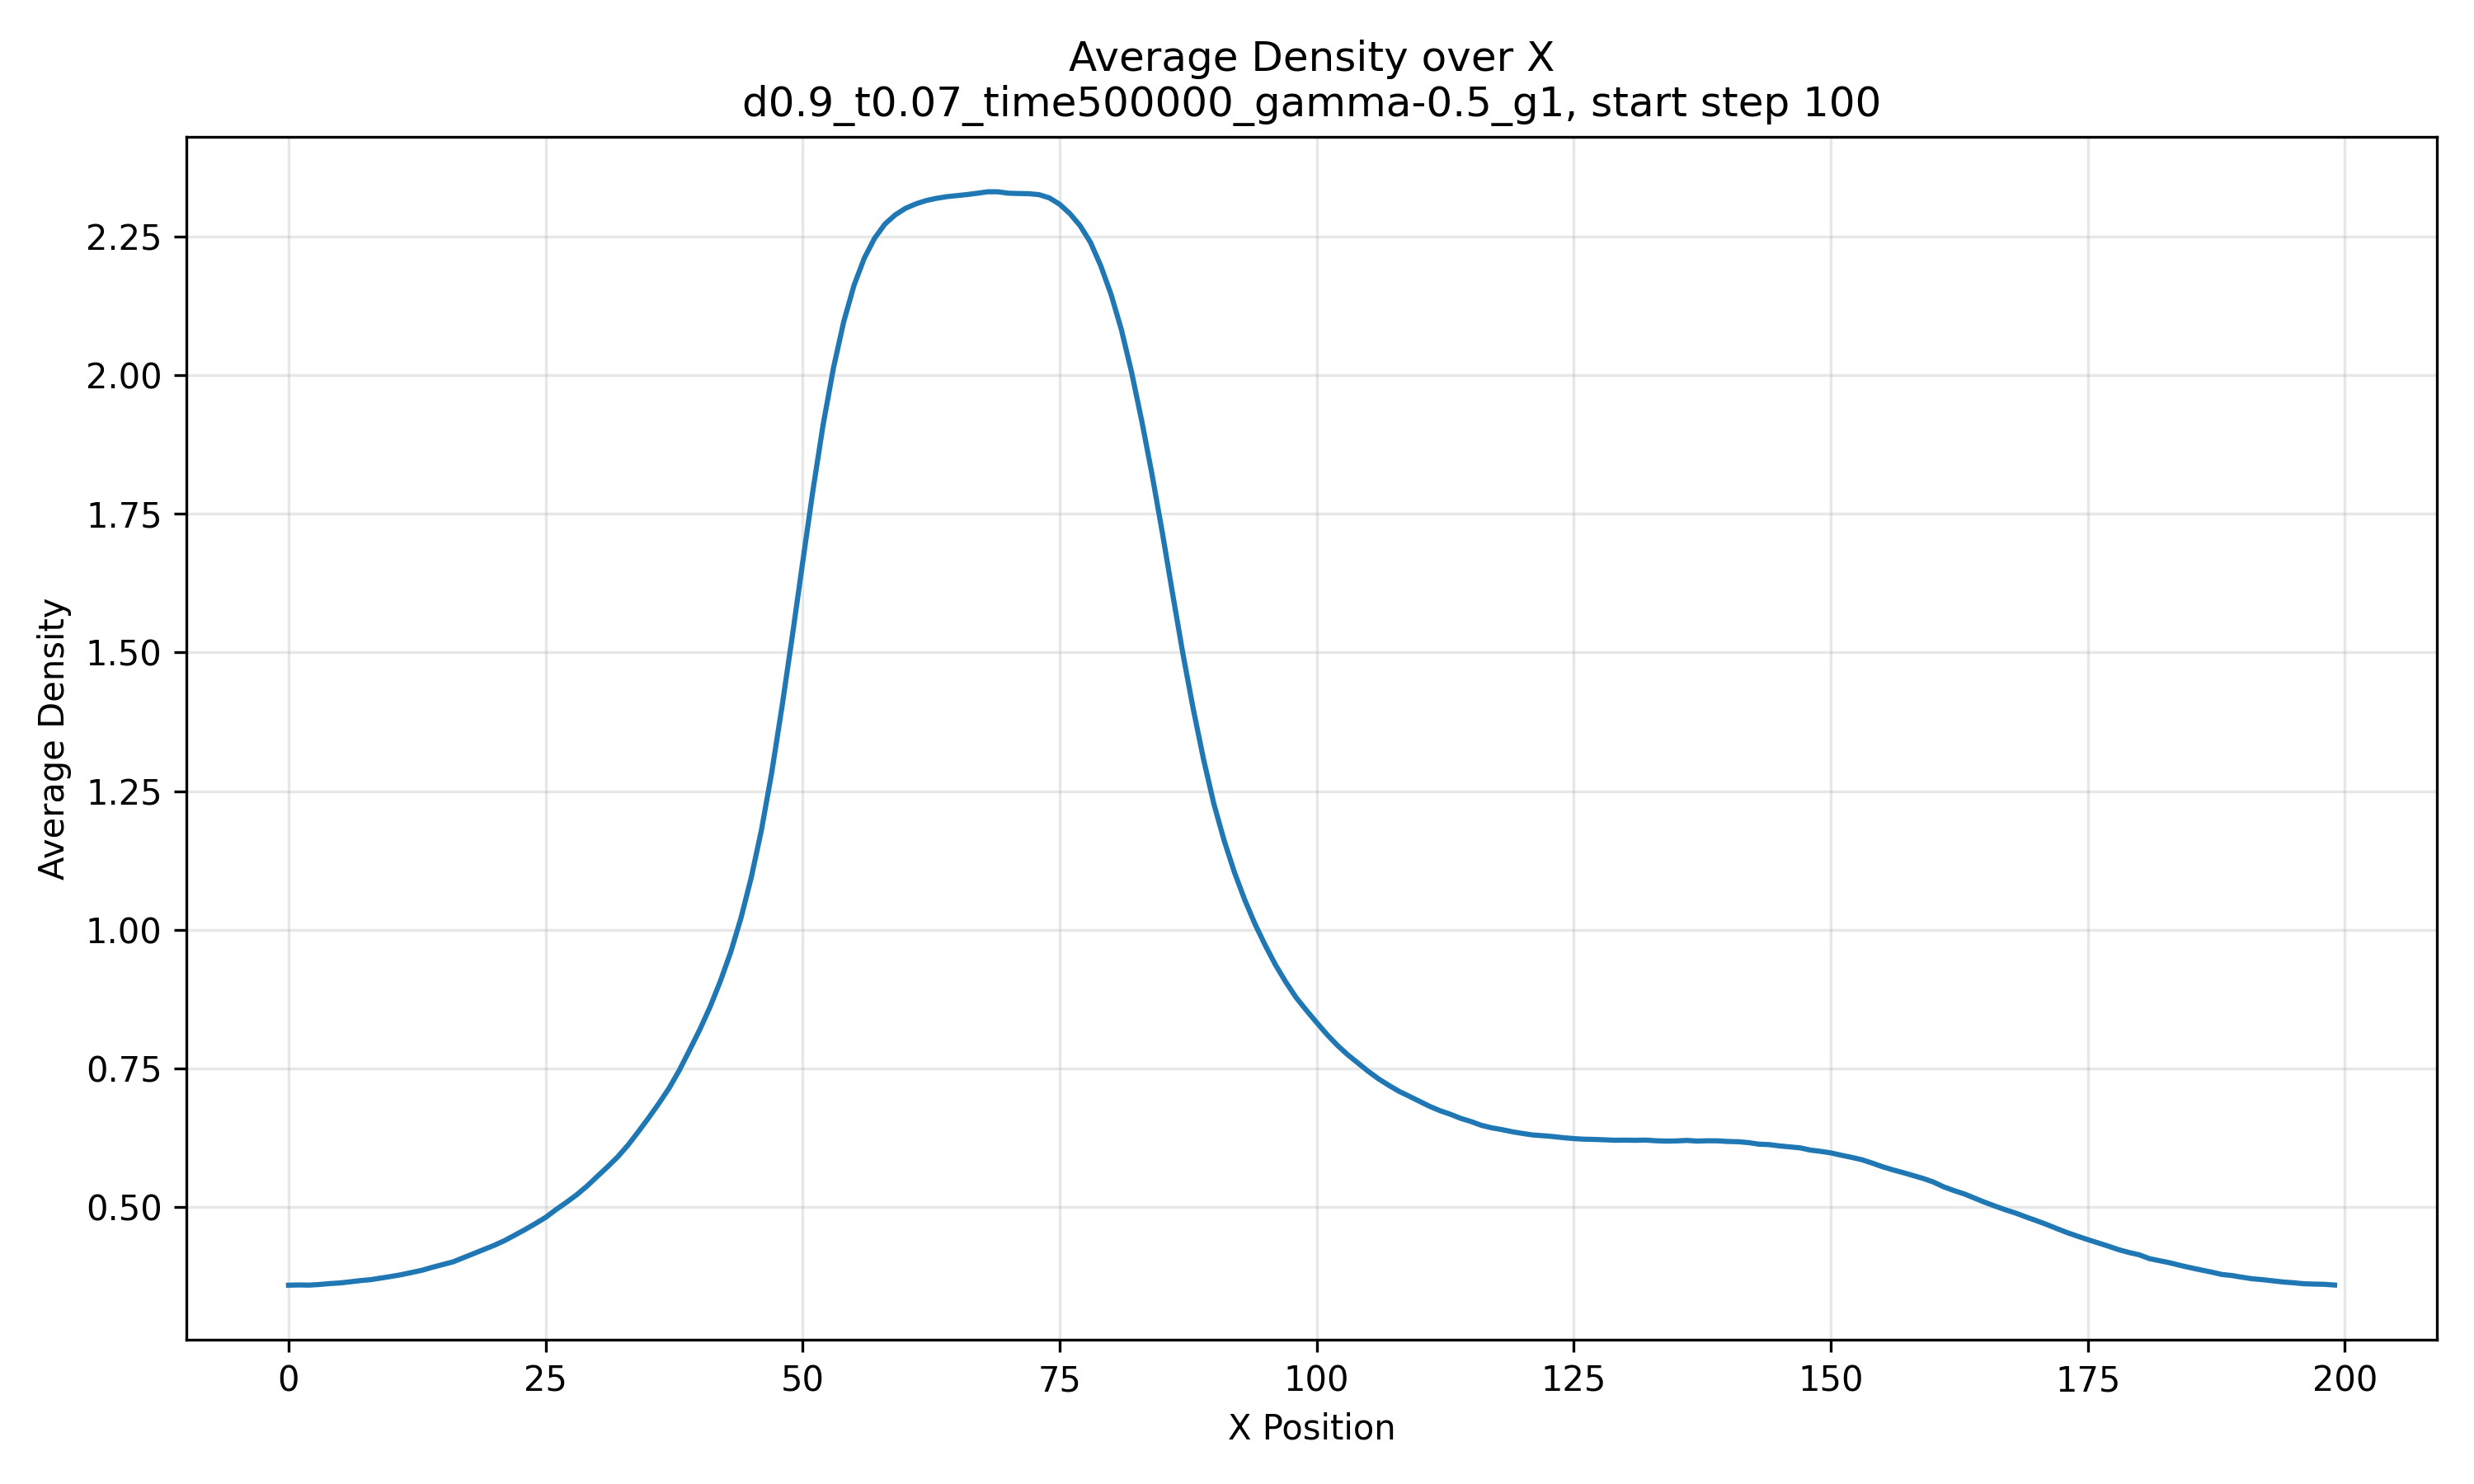 Average Density over X
d0.9_t0.07_time500000_gamma-0.5_g1, start step 100
Average Density
2.25
2.00
1.75
1.50
1.25
1.00
0.75
0.50
0 25 50 75 100 125 150 175 200
X Position